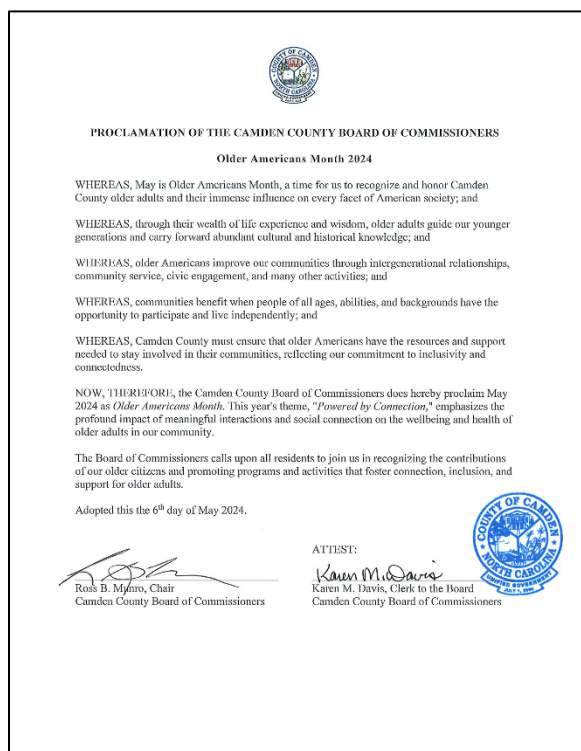 COUNTY OF CAMDEN
NORTH CAROLINA
PROCLAMATION OF THE CAMDEN COUNTY BOARD OF COMMISSIONERS
Older Americans Month 2024
WHEREAS, May is Older Americans Month, a time for us to recognize and honor Camden
County older adults and their immense influence on every facet of American society; and
WHEREAS, through their wealth of life experience and wisdom, older adults guide our younger
generations and carry forward abundant cultural and historical knowledge; and
WHEREAS, older Americans improve our communities through intergenerational relationships,
community service, civic engagement, and many other activities; and
WHEREAS, communities benefit when people of all ages, abilities, and backgrounds have the
opportunity to participate and live independently; and
WHEREAS, Camden County must ensure that older Americans have the resources and support
needed to stay involved in their communities, reflecting our commitment to inclusivity and
connectedness.
NOW, THEREFORE, the Camden County Board of Commissioners does hereby proclaim May
2024 as Older Americans Month. This year's theme, "Powered by Connection," emphasizes the
profound impact of meaningful interactions and social connection on the wellbeing and health of
older adults in our community.
The Board of Commissioners calls upon all residents to join us in recognizing the contributions
of our older citizens and promoting programs and activities that foster connection, inclusion, and
support for older adults.
Adopted this the 6th day of May 2024.
ATTEST:
Karen M. Davis
Ross B. Munro, Chair
Camden County Board of Commissioners
Karen M. Davis, Clerk to the Board
Camden County Board of Commissioners
COUNTY OF CAMDEN
NORTH CAROLINA
UNIFIED GOVERNMENT
JULY 1, 2006